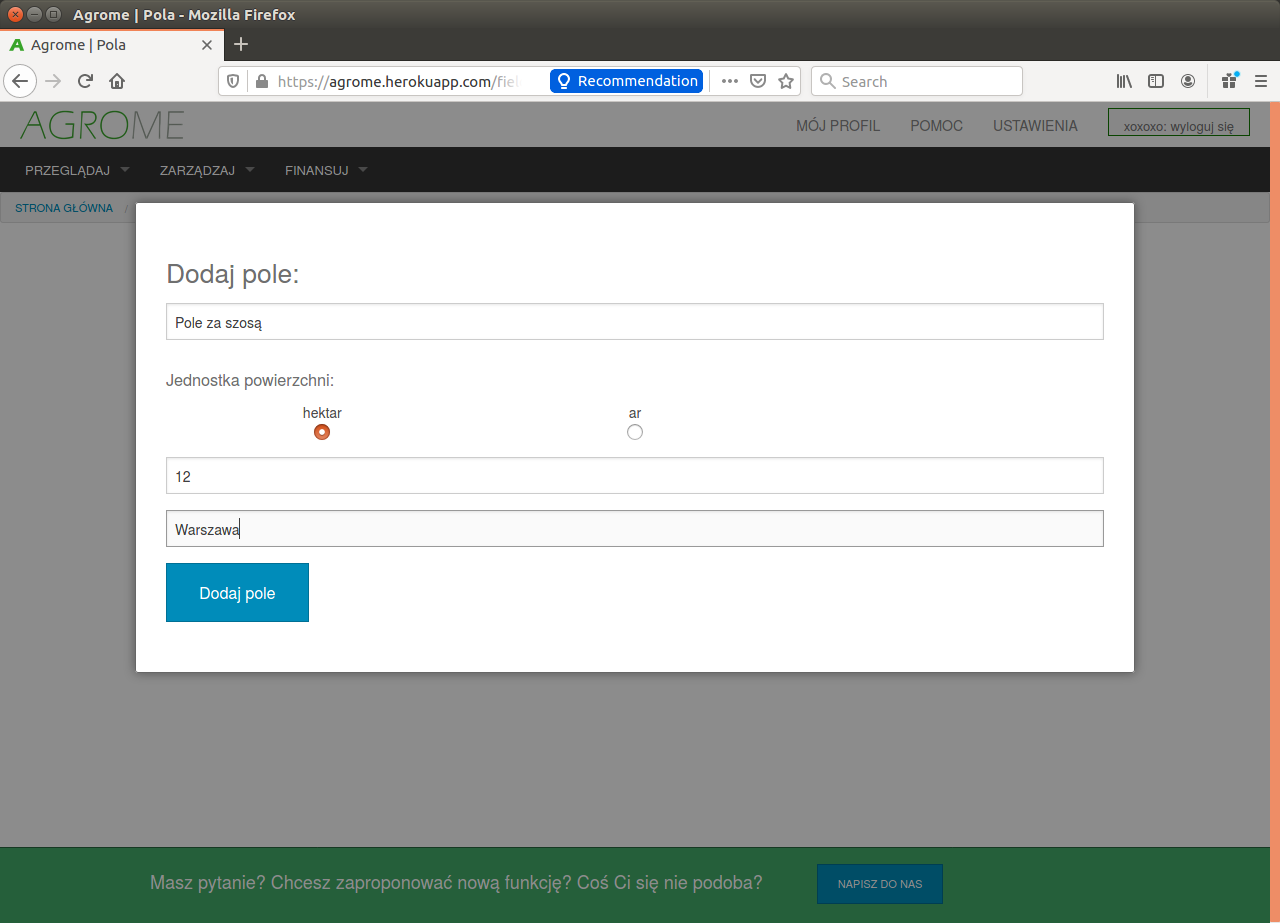 Agrome | Pola - Mozilla Firefox
Agrome | Pola
https://agrome.herokuapp.com/fiel
Recommendation
Search
AGROME
MÓJ PROFIL POMOC USTAWIENIA xoxoxo: wyloguj się
PRZEGLĄDAJ ZARZĄDZAJ FINANSUJ
STRONA GŁÓWNA /
Dodaj pole:
Pole za szosą
Jednostka powierzchni:
hektar ar
12
Warszawa
Dodaj pole
Masz pytanie? Chcesz zaproponować nową funkcję? Coś Ci się nie podoba?
NAPISZ DO NAS